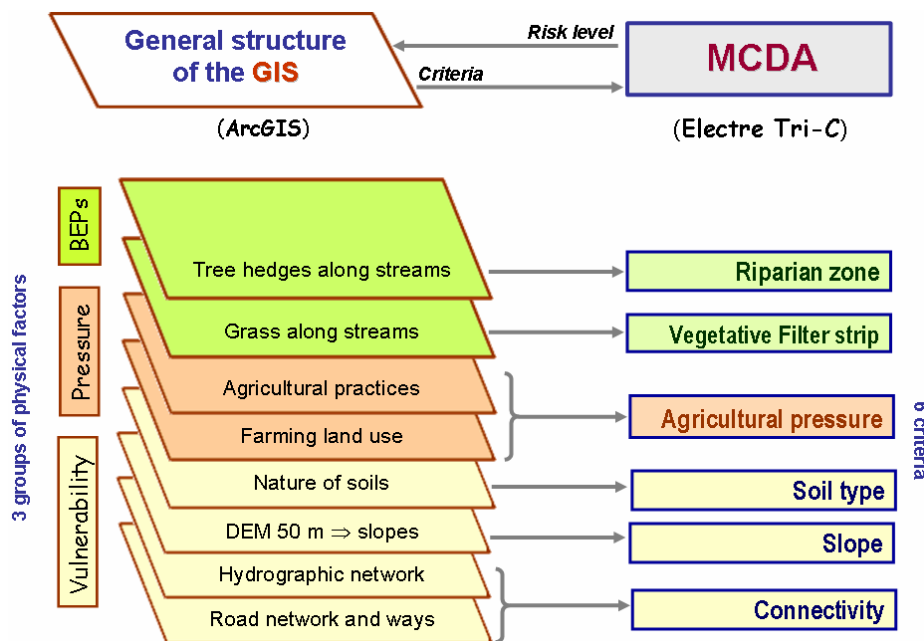 General structure
of the GIS
Risk level
Criteria
MCDA
(ArcGIS)
(Electre Tri-C)
3 groups of physical factors
BEPs
Pressure
Vulnerability
Tree hedges along streams
Grass along streams
Agricultural practices
Farming land use
Nature of soils
DEM 50 m ⇒ slopes
Hydrographic network
Road network and ways
Riparian zone
Vegetative Filter strip
Agricultural pressure
Soil type
Slope
Connectivity
6 criteria